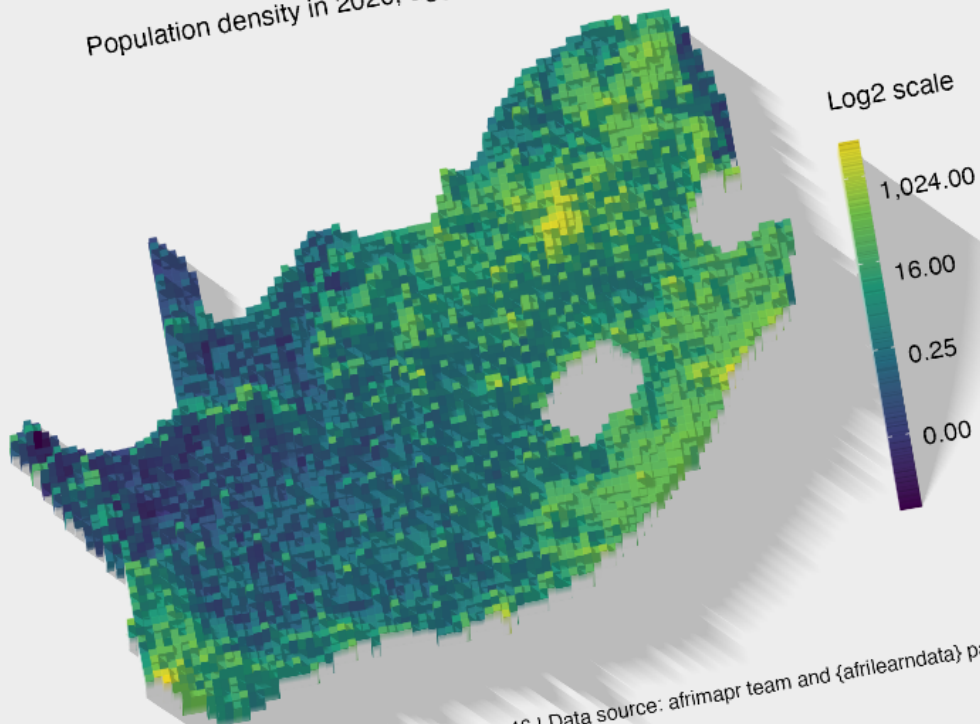 Population density in 2020,
Log2 scale
1,024.00
16.00
0.25
0.00
| Data source: afrimapr team and {afrilearndata}